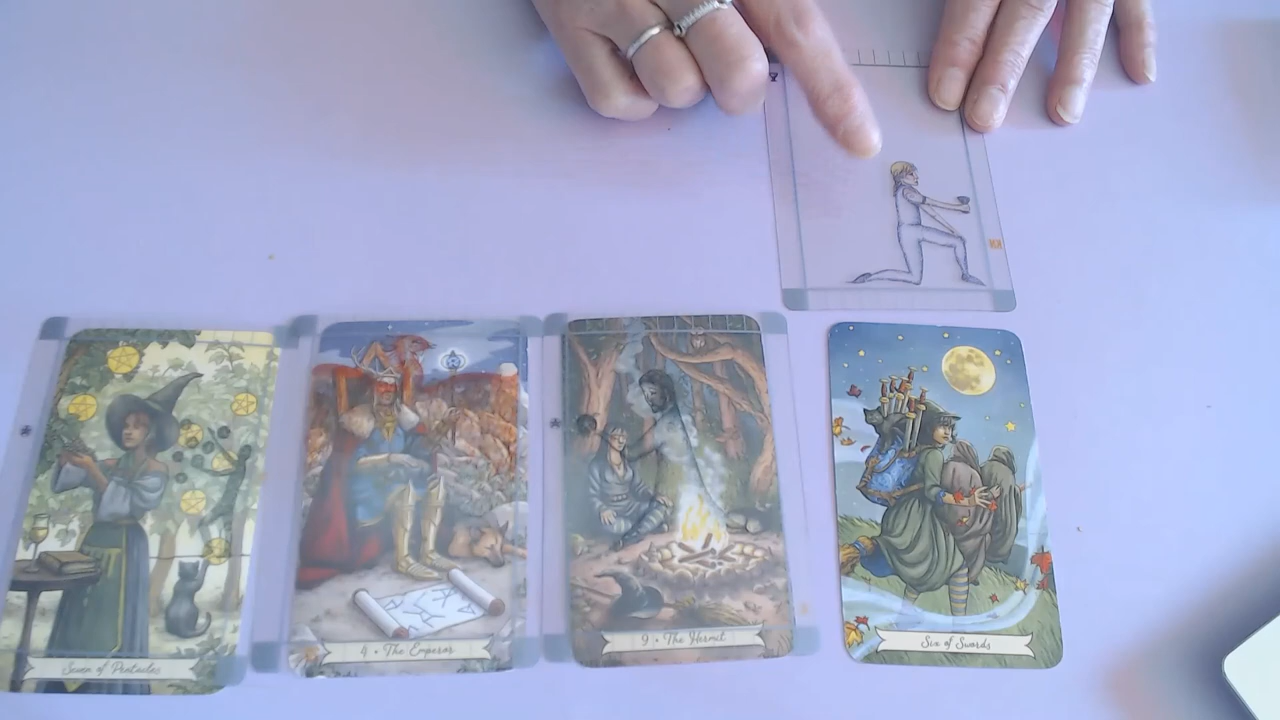 Seven of Pentacles
4 • The Emperor
9 • The Hermit
Six of Swords